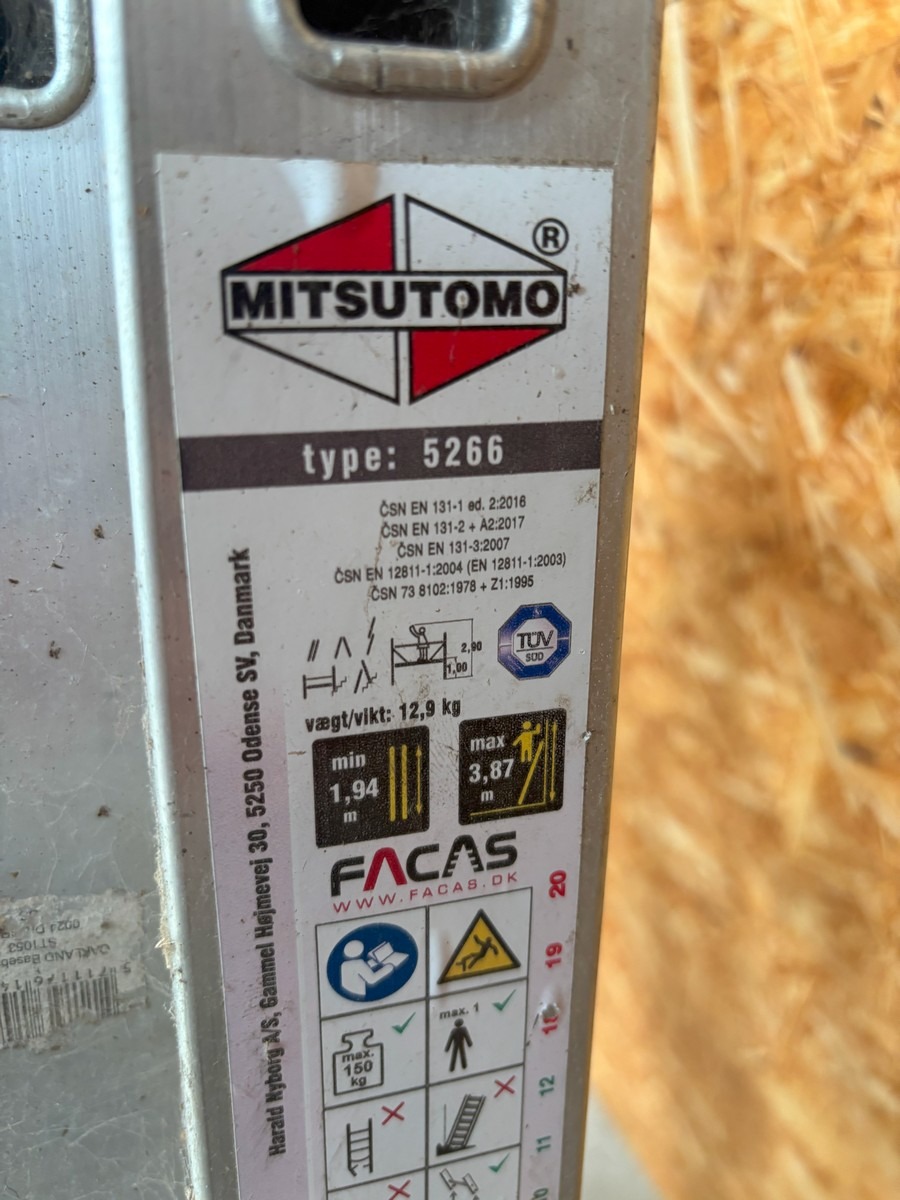 ®
MITSUTOMO
type: 5266
ČSN EN 131-1 ed. 2:2016
ČSN EN 131-2 + A2:2017
ČSN EN 131-3:2007
ČSN EN 12811-1:2004 (EN 12811-1:2003)
ČSN 73 8102:1978 + Z1:1995
2,90
1,00
TÜV
SÜD
vægt/vikt: 12,9 kg
min
1,94
m
max
3,87
m
FACAS
WWW.FACAS.DK
max. 1
max.
150
kg
20
19
12
11
Harald Nyborg A/S, Gammel Højmevej 30, 5250 Odense SV, Danmark
ST1053